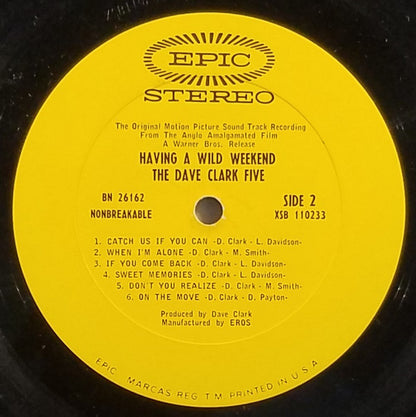 EPIC
STEREO
The Original Motion Picture Sound Track Recording
From The Anglo Amalgamated Film
A Warner Bros. Release
HAVING A WILD WEEKEND
THE DAVE CLARK FIVE
BN 26162
NONBREAKABLE
SIDE 2
XSB 110233
1. CATCH US IF YOU CAN -D. Clark - L. Davidson-
2. WHEN I'M ALONE -D. Clark - M. Smith-
3. IF YOU COME BACK -D. Clark - L. Davidson-
4. SWEET MEMORIES -D. Clark - L. Davidson-
5. DON'T YOU REALIZE -D. Clark - M. Smith-
6. ON THE MOVE -D. Clark - D. Payton-
Produced by Dave Clark
Manufactured by EROS
EPIC. MARCAS REG. T.M. PRINTED IN U.S.A.